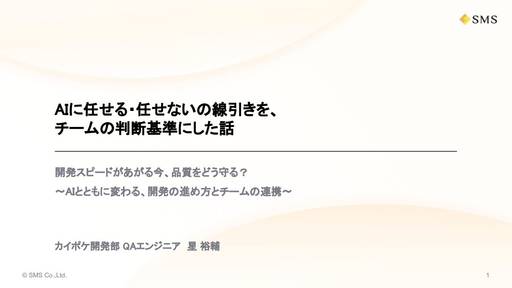 SMS
AIに任せる・任せないの線引きを、
チームの判断基準にした話
開発スピードがあがる今、品質をどう守る？
～AIとともに変わる、開発の進め方とチームの連携～
カイポケ開発部 QAエンジニア 星 裕輔
© SMS Co.,Ltd.
1